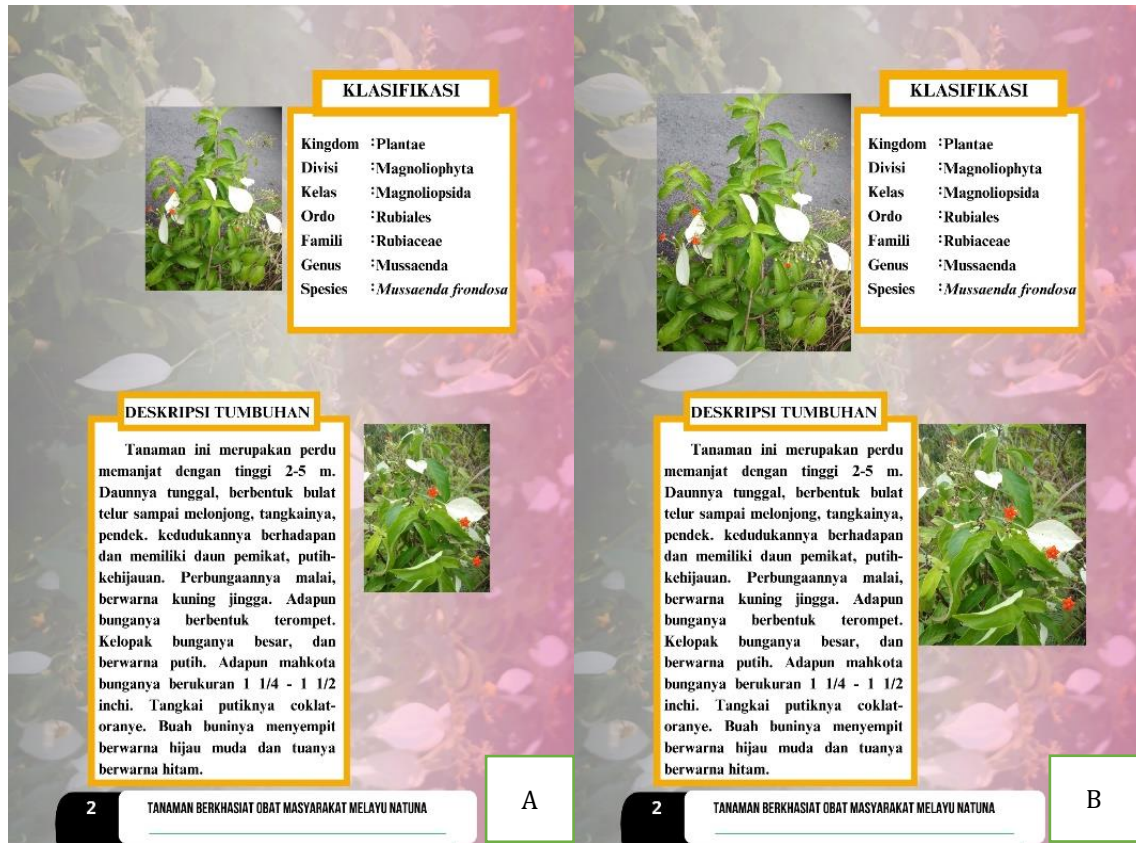 KLASIFIKASI
Kingdom :Plantae
Divisi :Magnoliophyta
Kelas :Magnoliopsida
Ordo :Rubiales
Famili :Rubiaceae
Genus :Mussaenda
Spesies :Mussaenda frondosa
DESKRIPSI TUMBUHAN
Tanaman ini merupakan perdu
memanjat dengan tinggi 2-5 m.
Daunnya tunggal, berbentuk bulat
telur sampai melonjong, tangkainya,
pendek. kedudukannya berhadapan
dan memiliki daun pemikat, putih-
kehijauan. Perbungaannya malai,
berwarna kuning jingga. Adapun
bunganya berbentuk terompet.
Kelopak bunganya besar, dan
berwarna putih. Adapun mahkota
bunganya berukuran 1 1/4 - 1 1/2
inchi. Tangkai putiknya coklat-
oranye. Buah buninya menyempit
berwarna hijau muda dan tuanya
berwarna hitam.
2 TANAMAN BERKHASIAT OBAT MASYARAKAT MELAYU NATUNA
A
KLASIFIKASI
Kingdom :Plantae
Divisi :Magnoliophyta
Kelas :Magnoliopsida
Ordo :Rubiales
Famili :Rubiaceae
Genus :Mussaenda
Spesies :Mussaenda frondosa
DESKRIPSI TUMBUHAN
Tanaman ini merupakan perdu
memanjat dengan tinggi 2-5 m.
Daunnya tunggal, berbentuk bulat
telur sampai melonjong, tangkainya,
pendek. kedudukannya berhadapan
dan memiliki daun pemikat, putih-
kehijauan. Perbungaannya malai,
berwarna kuning jingga. Adapun
bunganya berbentuk terompet.
Kelopak bunganya besar, dan
berwarna putih. Adapun mahkota
bunganya berukuran 1 1/4 - 1 1/2
inchi. Tangkai putiknya coklat-
oranye. Buah buninya menyempit
berwarna hijau muda dan tuanya
berwarna hitam.
2 TANAMAN BERKHASIAT OBAT MASYARAKAT MELAYU NATUNA
B